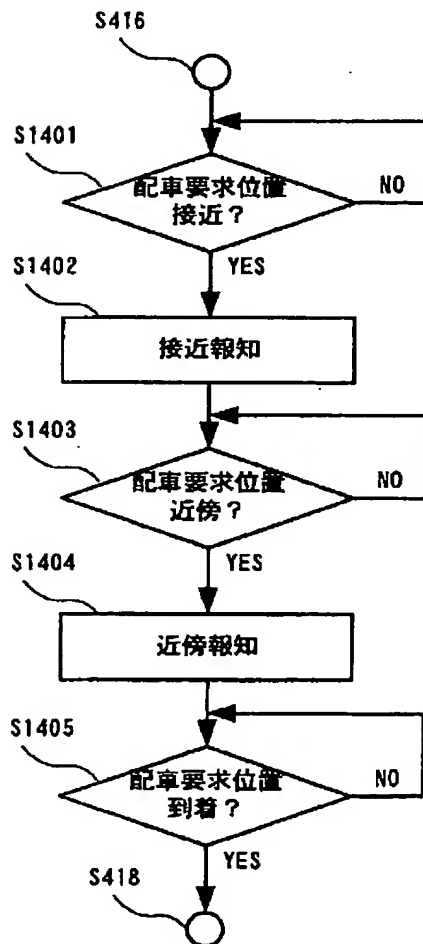 S416
S1401
配車要求位置
接近?
NO
YES
S1402
接近報知
S1403
配車要求位置
近傍?
NO
YES
S1404
近傍報知
S1405
配車要求位置
到着?
NO
YES
S418